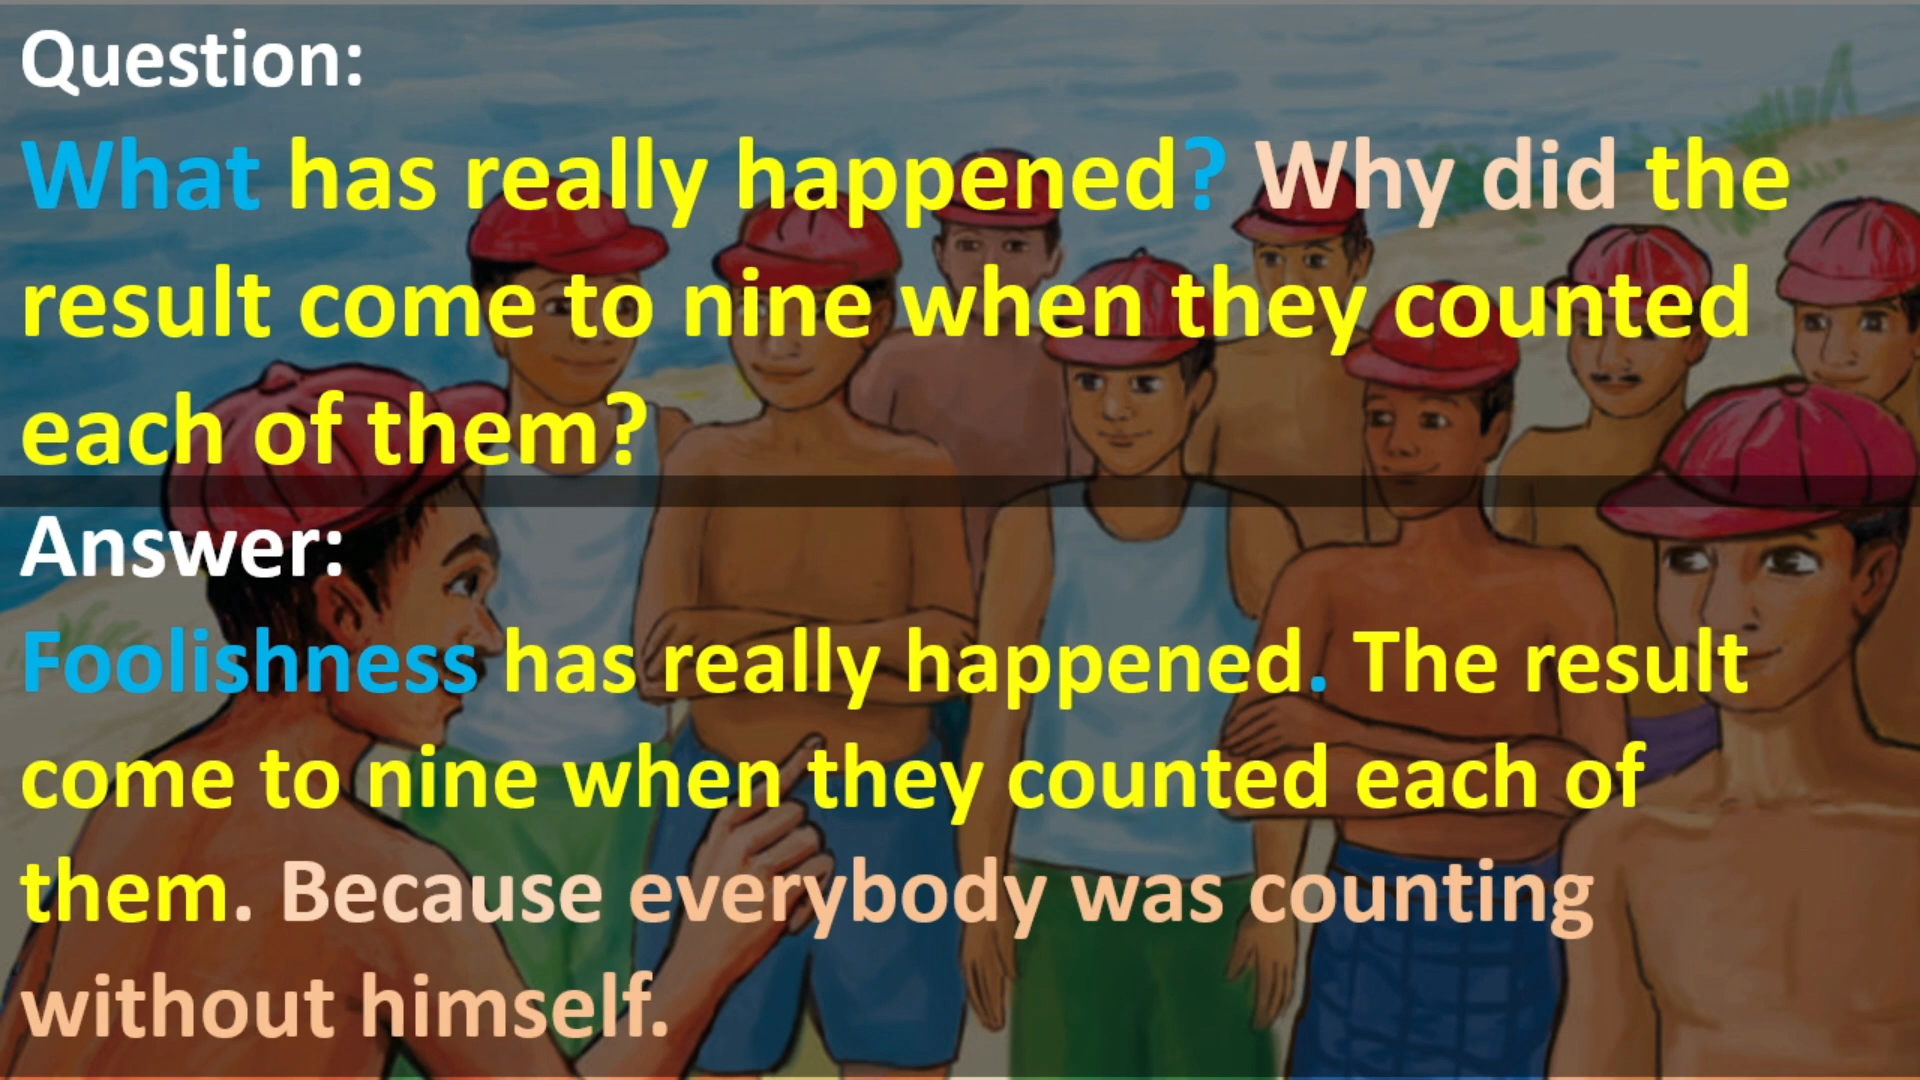 Question:
What has really happened? Why did the
result come to nine when they counted
each of them?
Answer:
Foolishness has really happened. The result
come to nine when they counted each of
them. Because everybody was counting
without himself.